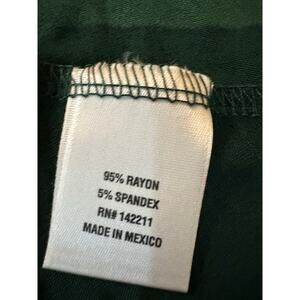 95% RAYON
5% SPANDEX
RN# 142211
MADE IN MEXICO